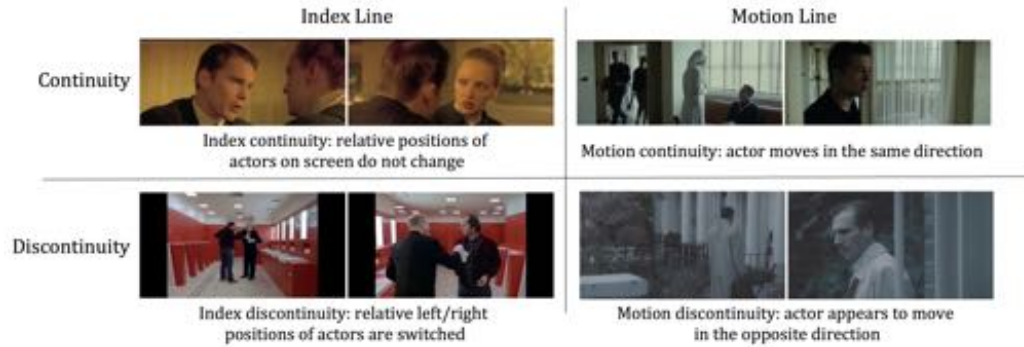 Index Line
Motion Line
Continuity
Index continuity: relative positions of
actors on screen do not change
Motion continuity: actor moves in the same direction
Discontinuity
Index discontinuity: relative left/right
positions of actors are switched
Motion discontinuity: actor appears to move
in the opposite direction